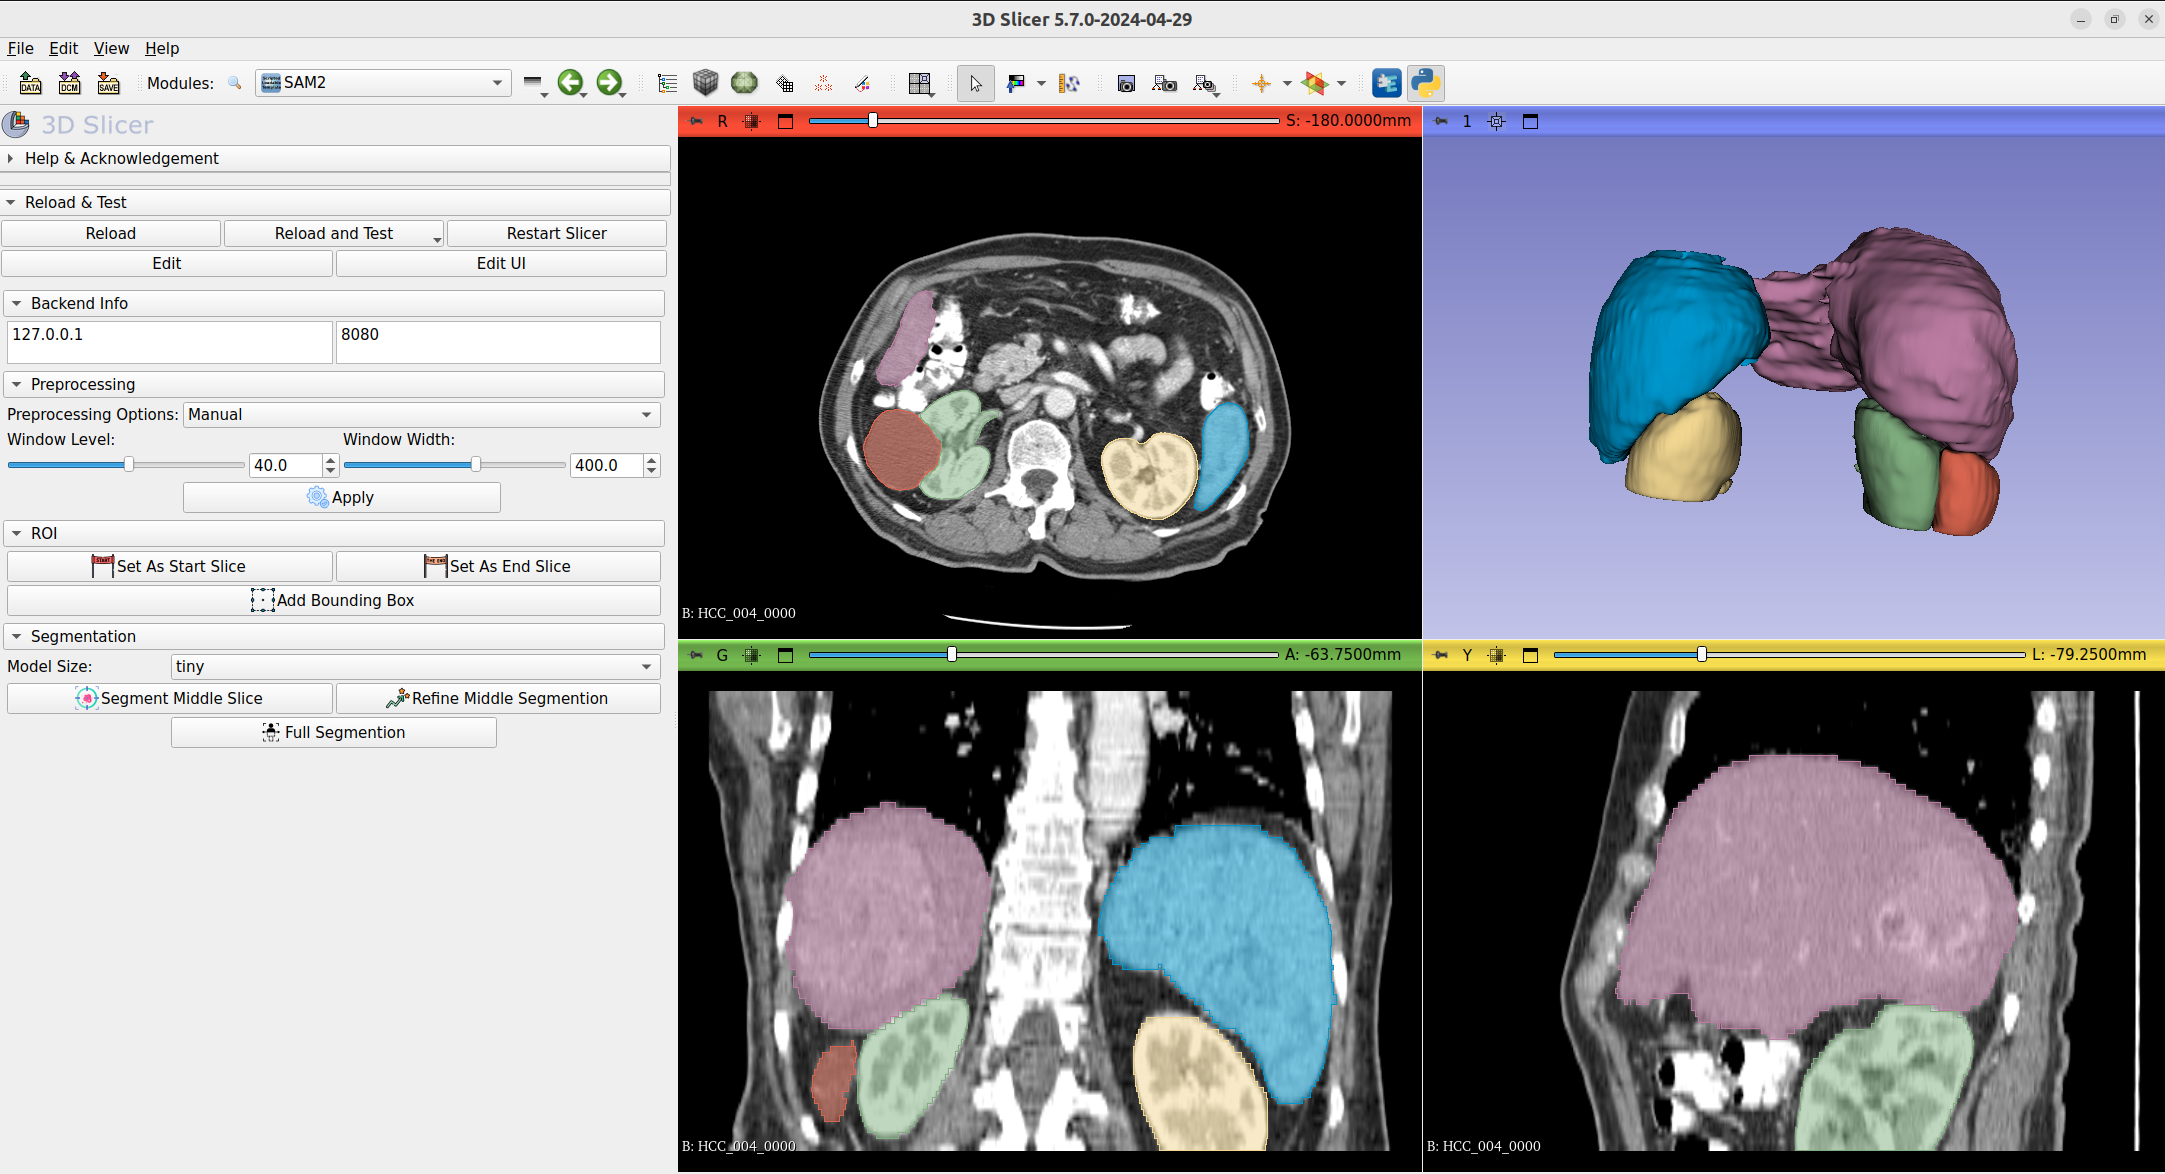 3D Slicer 5.7.0-2024-04-29
File Edit View Help
DATA DCM SAVE Modules: SAM2
3D Slicer
Help & Acknowledgement
Reload & Test
Reload Reload and Test Restart Slicer
Edit Edit UI
Backend Info
127.0.0.1 8080
Preprocessing
Preprocessing Options: Manual
Window Level: Window Width:
40.0 400.0
Apply
ROI
Set As Start Slice Set As End Slice
Add Bounding Box
Segmentation
Model Size: tiny
Segment Middle Slice Refine Middle Segmention
Full Segmention
R S: -180.0000mm
B: HCC_004_0000
1
G A: -63.7500mm
B: HCC_004_0000
Y L: -79.2500mm
B: HCC_004_0000